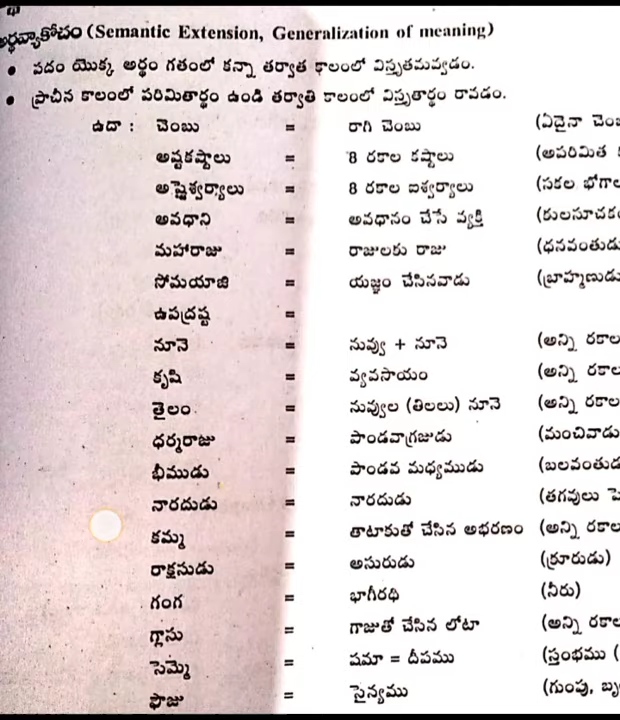 అర్థవ్యాకోచం (Semantic Extension, Generalization of meaning)
• పదం యొక్క అర్థం గతంలో కన్నా తర్వాత కాలంలో విస్తృతమవ్వడం.
• ప్రాచీన కాలంలో పరిమితార్థం ఉండి తర్వాతి కాలంలో విస్తృతార్థం రావడం.
ఉదా : చెంబు = రాగి చెంబు (ఏదైనా
అష్టకష్టాలు = 8 రకాల కష్టాలు (అపరిమిత
అష్టైశ్వర్యాలు = 8 రకాల ఐశ్వర్యాలు (సకల
అవధాని = అవధానం చేసే వ్యక్తి
మహారాజు = రాజులకు రాజు (ధనవంతుడు
సోమయాజి = యజ్ఞం చేసినవాడు (బ్రాహ్మణుడు
ఉపద్రష్ట =
నూనె = నువ్వు + నూనె (అన్ని రకాల
కృషి = వ్యవసాయం (అన్ని రకాల
తైలం = నువ్వుల (తిలలు) నూనె (అన్ని రకాల
ధర్మరాజు = పాండవాగ్రజుడు (మంచివాడు
భీముడు = పాండవ మధ్యముడు
నారదుడు = నారదుడు (తగవులు
కమ్మ = తాటాకుతో చేసిన అభరణం (అన్ని రకాల
రాక్షసుడు = అసురుడు (క్రూరుడు)
గంగ = భాగీరథి (నీరు)
గ్లాసు = గాజుతో చేసిన లోటా (అన్ని రకాల
సెమ్మె = షమా = దీపము (స్తంభము (
ఫౌజు = సైన్యము (గుంపు,